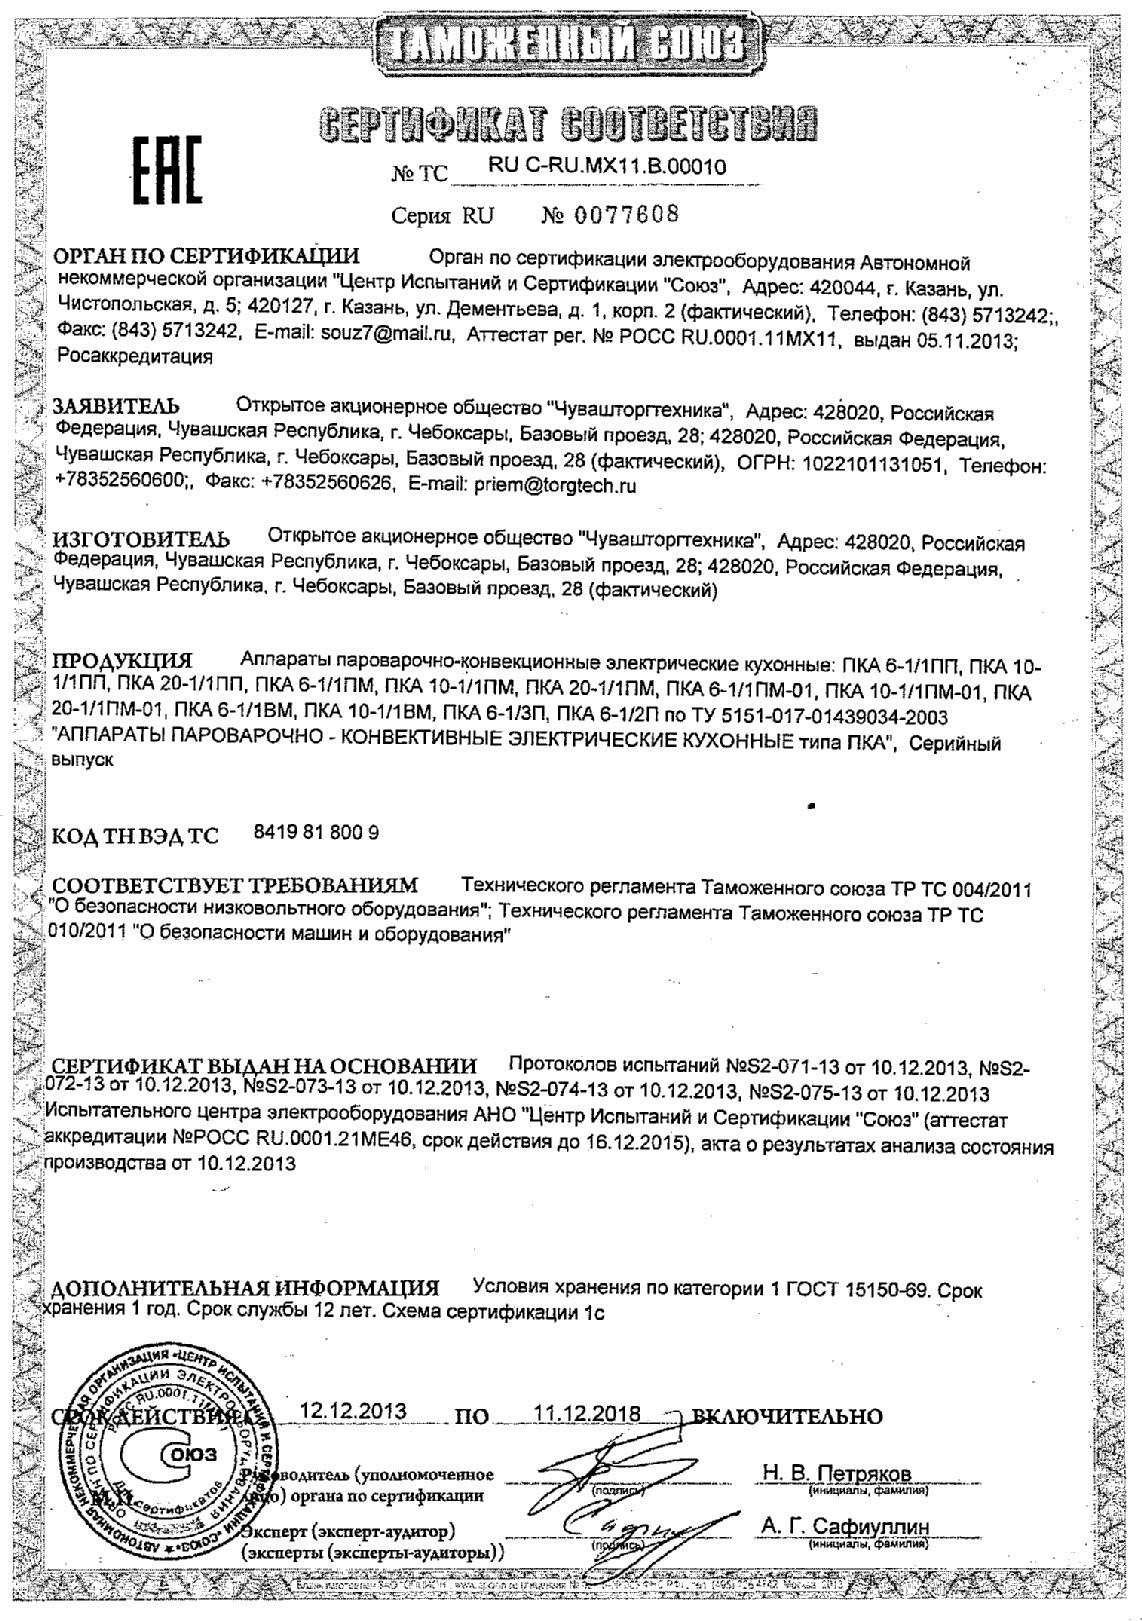 ТАМОЖЕННЫЙ СОЮЗ
СЕРТИФИКАТ СООТВЕТСТВИЯ
ЕАС
№ ТС RU C-RU.МХ11.В.00010
Серия RU № 0077608
ОРГАН ПО СЕРТИФИКАЦИИ Орган по сертификации электрооборудования Автономной
некоммерческой организации "Центр Испытаний и Сертификации "Союз", Адрес: 420044, г. Казань, ул.
Чистопольская, д. 5; 420127, г. Казань, ул. Дементьева, д. 1, корп. 2 (фактический), Телефон: (843) 5713242;,
Факс: (843) 5713242, E-mail: souz7@mail.ru, Аттестат рег. № РОСС RU.0001.11МХ11, выдан 05.11.2013;
Росаккредитация
ЗАЯВИТЕЛЬ Открытое акционерное общество "Чувашторгтехника", Адрес: 428020, Российская
Федерация, Чувашская Республика, г. Чебоксары, Базовый проезд, 28; 428020, Российская Федерация,
Чувашская Республика, г. Чебоксары, Базовый проезд, 28 (фактический), ОГРН: 1022101131051, Телефон:
+78352560600;, Факс: +78352560626, E-mail: priem@torgtech.ru
ИЗГОТОВИТЕЛЬ Открытое акционерное общество "Чувашторгтехника", Адрес: 428020, Российская
Федерация, Чувашская Республика, г. Чебоксары, Базовый проезд, 28; 428020, Российская Федерация,
Чувашская Республика, г. Чебоксары, Базовый проезд, 28 (фактический)
ПРОДУКЦИЯ Аппараты пароварочно-конвекционные электрические кухонные: ПКА 6-1/1ПП, ПКА 10-
1/1ПП, ПКА 20-1/1ПП, ПКА 6-1/1ПМ, ПКА 10-1/1ПМ, ПКА 20-1/1ПМ, ПКА 6-1/1ПМ-01, ПКА 10-1/1ПМ-01, ПКА
20-1/1ПМ-01, ПКА 6-1/1ВМ, ПКА 10-1/1ВМ, ПКА 6-1/3П, ПКА 6-1/2П по ТУ 5151-017-01439034-2003
"АППАРАТЫ ПАРОВАРОЧНО - КОНВЕКТИВНЫЕ ЭЛЕКТРИЧЕСКИЕ КУХОННЫЕ типа ПКА", Серийный
выпуск
КОД ТН ВЭД ТС 8419 81 800 9
СООТВЕТСТВУЕТ ТРЕБОВАНИЯМ Технического регламента Таможенного союза ТР ТС 004/2011
"О безопасности низковольтного оборудования"; Технического регламента Таможенного союза ТР ТС
010/2011 "О безопасности машин и оборудования"
СЕРТИФИКАТ ВЫДАН НА ОСНОВАНИИ Протоколов испытаний №S2-071-13 от 10.12.2013, №S2-
072-13 от 10.12.2013, №S2-073-13 от 10.12.2013, №S2-074-13 от 10.12.2013, №S2-075-13 от 10.12.2013
Испытательного центра электрооборудования АНО "Центр Испытаний и Сертификации "Союз" (аттестат
аккредитации №РОСС RU.0001.21МЕ46, срок действия до 16.12.2015), акта о результатах анализа состояния
производства от 10.12.2013
ДОПОЛНИТЕЛЬНАЯ ИНФОРМАЦИЯ Условия хранения по категории 1 ГОСТ 15150-69. Срок
хранения 1 год. Срок службы 12 лет. Схема сертификации 1с
СРОК ДЕЙСТВИЯ С 12.12.2013 ПО 11.12.2018 ВКЛЮЧИТЕЛЬНО
Руководитель (уполномоченное
лицо) органа по сертификации
(подпись)
Н. В. Петряков
(инициалы, фамилия)
М.П.
Эксперт (эксперт-аудитор)
(эксперты (эксперты-аудиторы))
(подпись)
А. Г. Сафиуллин
(инициалы, фамилия)
СОЮЗ
Для сертификатов